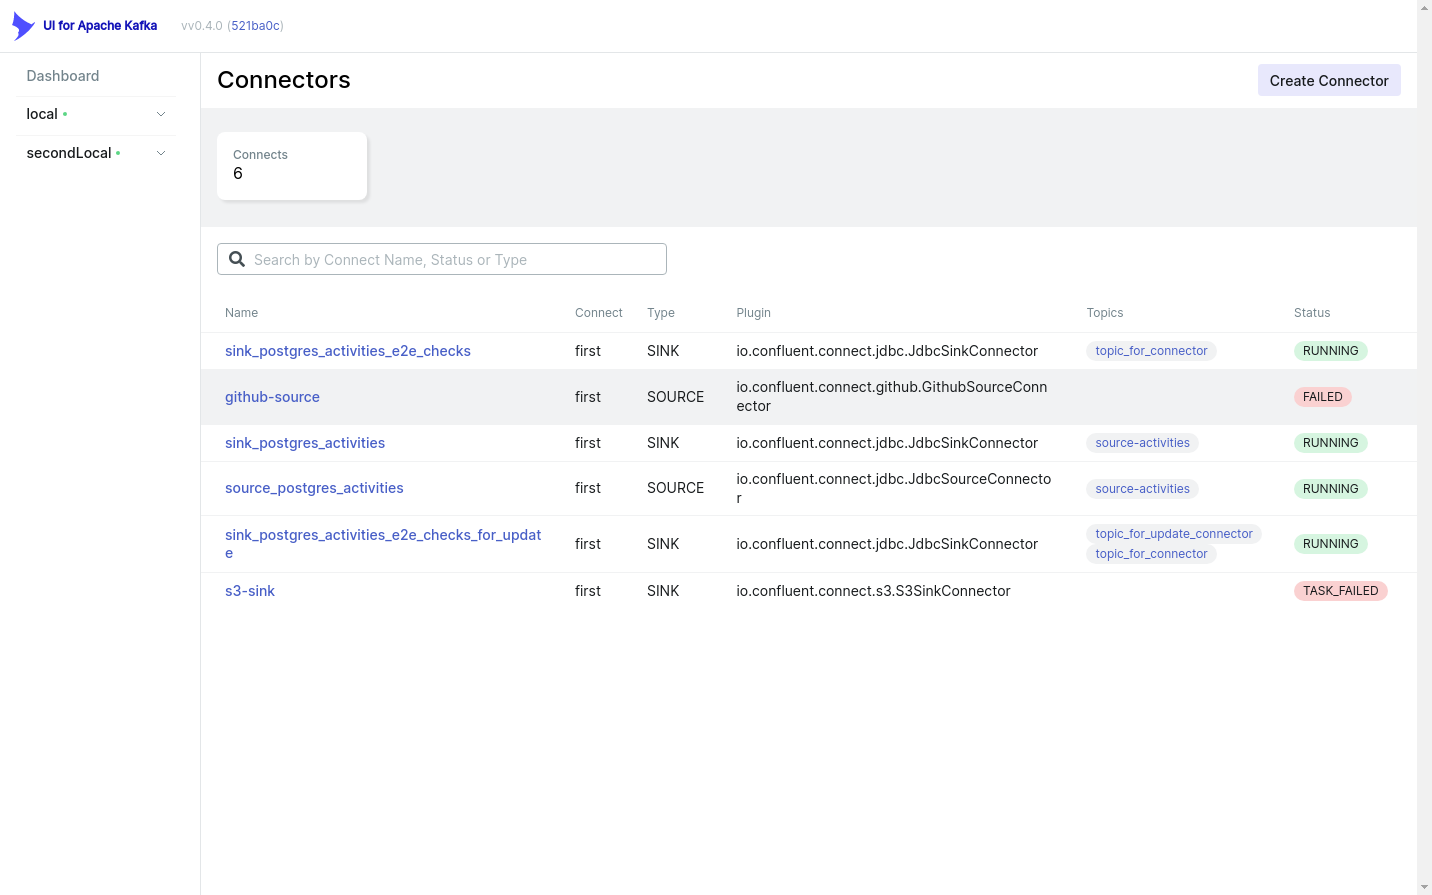 UI for Apache Kafka vv0.4.0 (521ba0c)
Dashboard
local
secondLocal
Connectors
Create Connector
Connects
6
Search by Connect Name, Status or Type
Name Connect Type Plugin Topics Status
sink_postgres_activities_e2e_checks first SINK io.confluent.connect.jdbc.JdbcSinkConnector topic_for_connector RUNNING
github-source first SOURCE io.confluent.connect.github.GithubSourceConn
ector FAILED
sink_postgres_activities first SINK io.confluent.connect.jdbc.JdbcSinkConnector source-activities RUNNING
source_postgres_activities first SOURCE io.confluent.connect.jdbc.JdbcSourceConnecto
r source-activities RUNNING
sink_postgres_activities_e2e_checks_for_updat
e first SINK io.confluent.connect.jdbc.JdbcSinkConnector topic_for_update_connector
topic_for_connector RUNNING
s3-sink first SINK io.confluent.connect.s3.S3SinkConnector TASK_FAILED